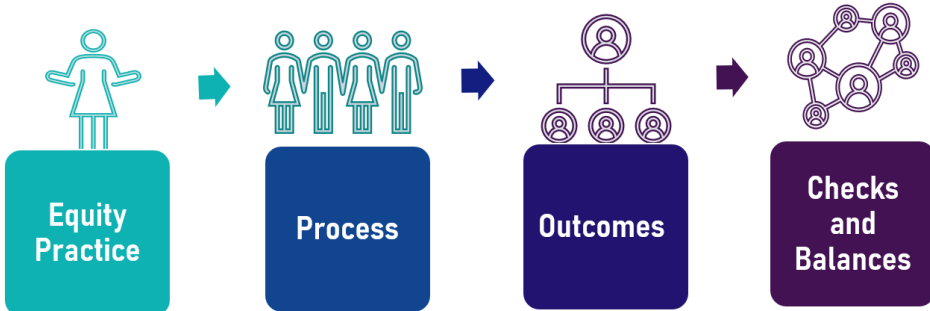 Equity
Practice
Process
Outcomes
Checks
and
Balances